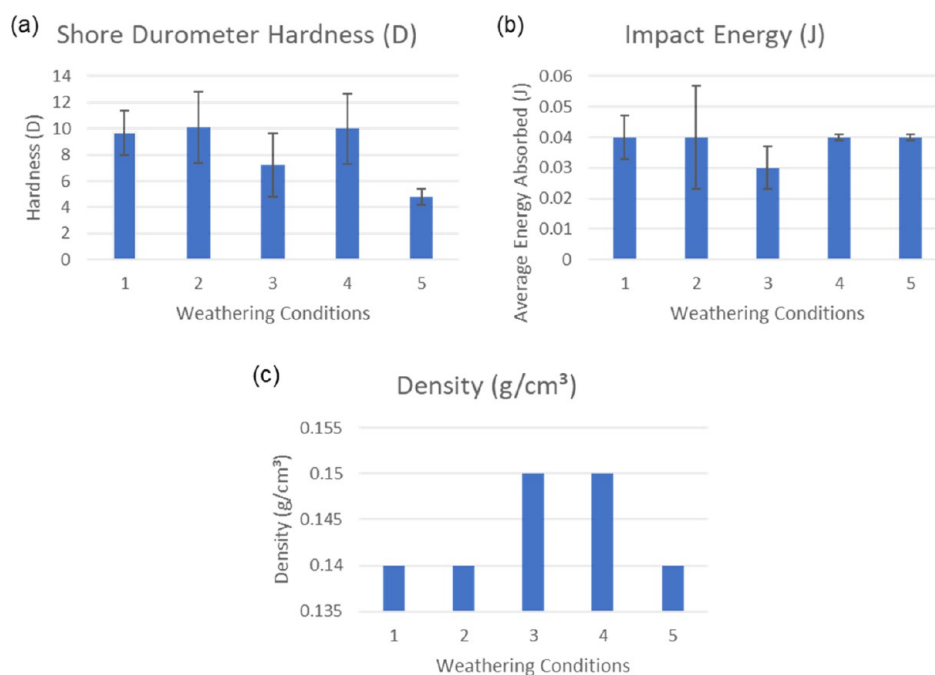 (a)
Shore Durometer Hardness (D)
Hardness (D)
14
12
10
8
6
4
2
0
1 2 3 4 5
Weathering Conditions
(b)
Impact Energy (J)
Average Energy Absorbed (J)
0.06
0.05
0.04
0.03
0.02
0.01
0
1 2 3 4 5
Weathering Conditions
(c)
Density (g/cm³)
Density (g/cm³)
0.155
0.15
0.145
0.14
0.135
1 2 3 4 5
Weathering Conditions